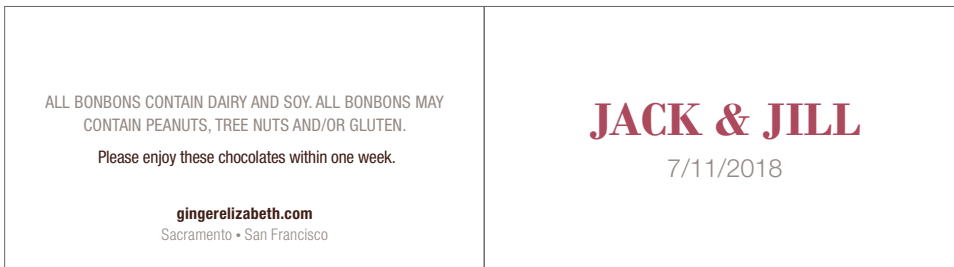 ALL BONBONS CONTAIN DAIRY AND SOY. ALL BONBONS MAY
CONTAIN PEANUTS, TREE NUTS AND/OR GLUTEN.
Please enjoy these chocolates within one week.
gingerelizabeth.com
Sacramento • San Francisco
JACK & JILL
7/11/2018